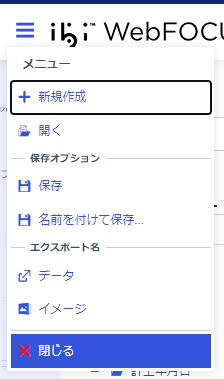 ibi™ WebFOCU
メニュー
新規作成
開く
保存オプション
保存
名前を付けて保存...
エクスポート名
データ
イメージ
閉じる